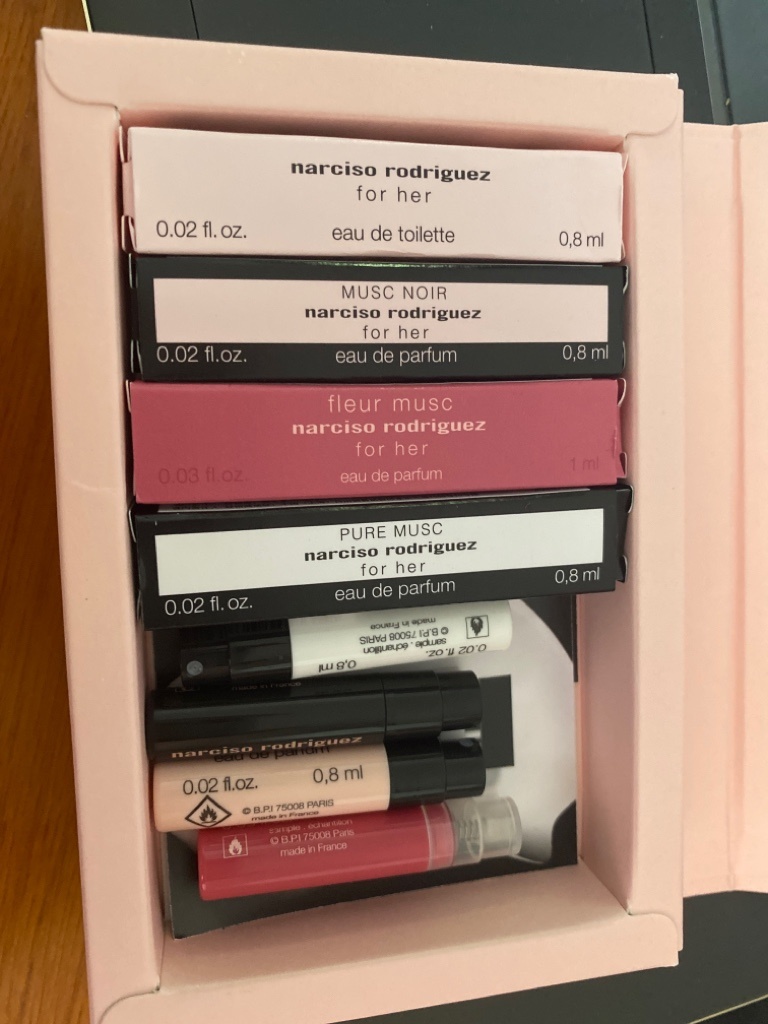 narciso rodriguez
for her
0.02 fl.oz. eau de toilette 0,8 ml
MUSC NOIR
narciso rodriguez
for her
0.02 fl.oz. eau de parfum 0,8 ml
fleur musc
narciso rodriguez
for her
0.03 fl.oz. eau de parfum 1 ml
PURE MUSC
narciso rodriguez
for her
0.02 fl.oz. eau de parfum 0,8 ml
0.02 fl.oz. 0,8 ml
sample . échantillon
© B.P.I 75008 PARIS
made in France
made in France
narciso rodriguez
eau de parfum
0.02 fl.oz. 0,8 ml
© B.P.I 75008 PARIS
made in France
sample . échantillon
© B.P.I 75008 Paris
made in France